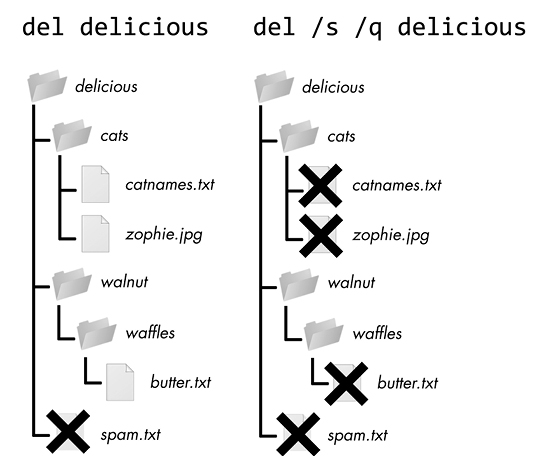 del delicious
delicious
cats
catnames.txt
zophie.jpg
walnut
waffles
butter.txt
spam.txt
del /s /q delicious
delicious
cats
catnames.txt
zophie.jpg
walnut
waffles
butter.txt
spam.txt